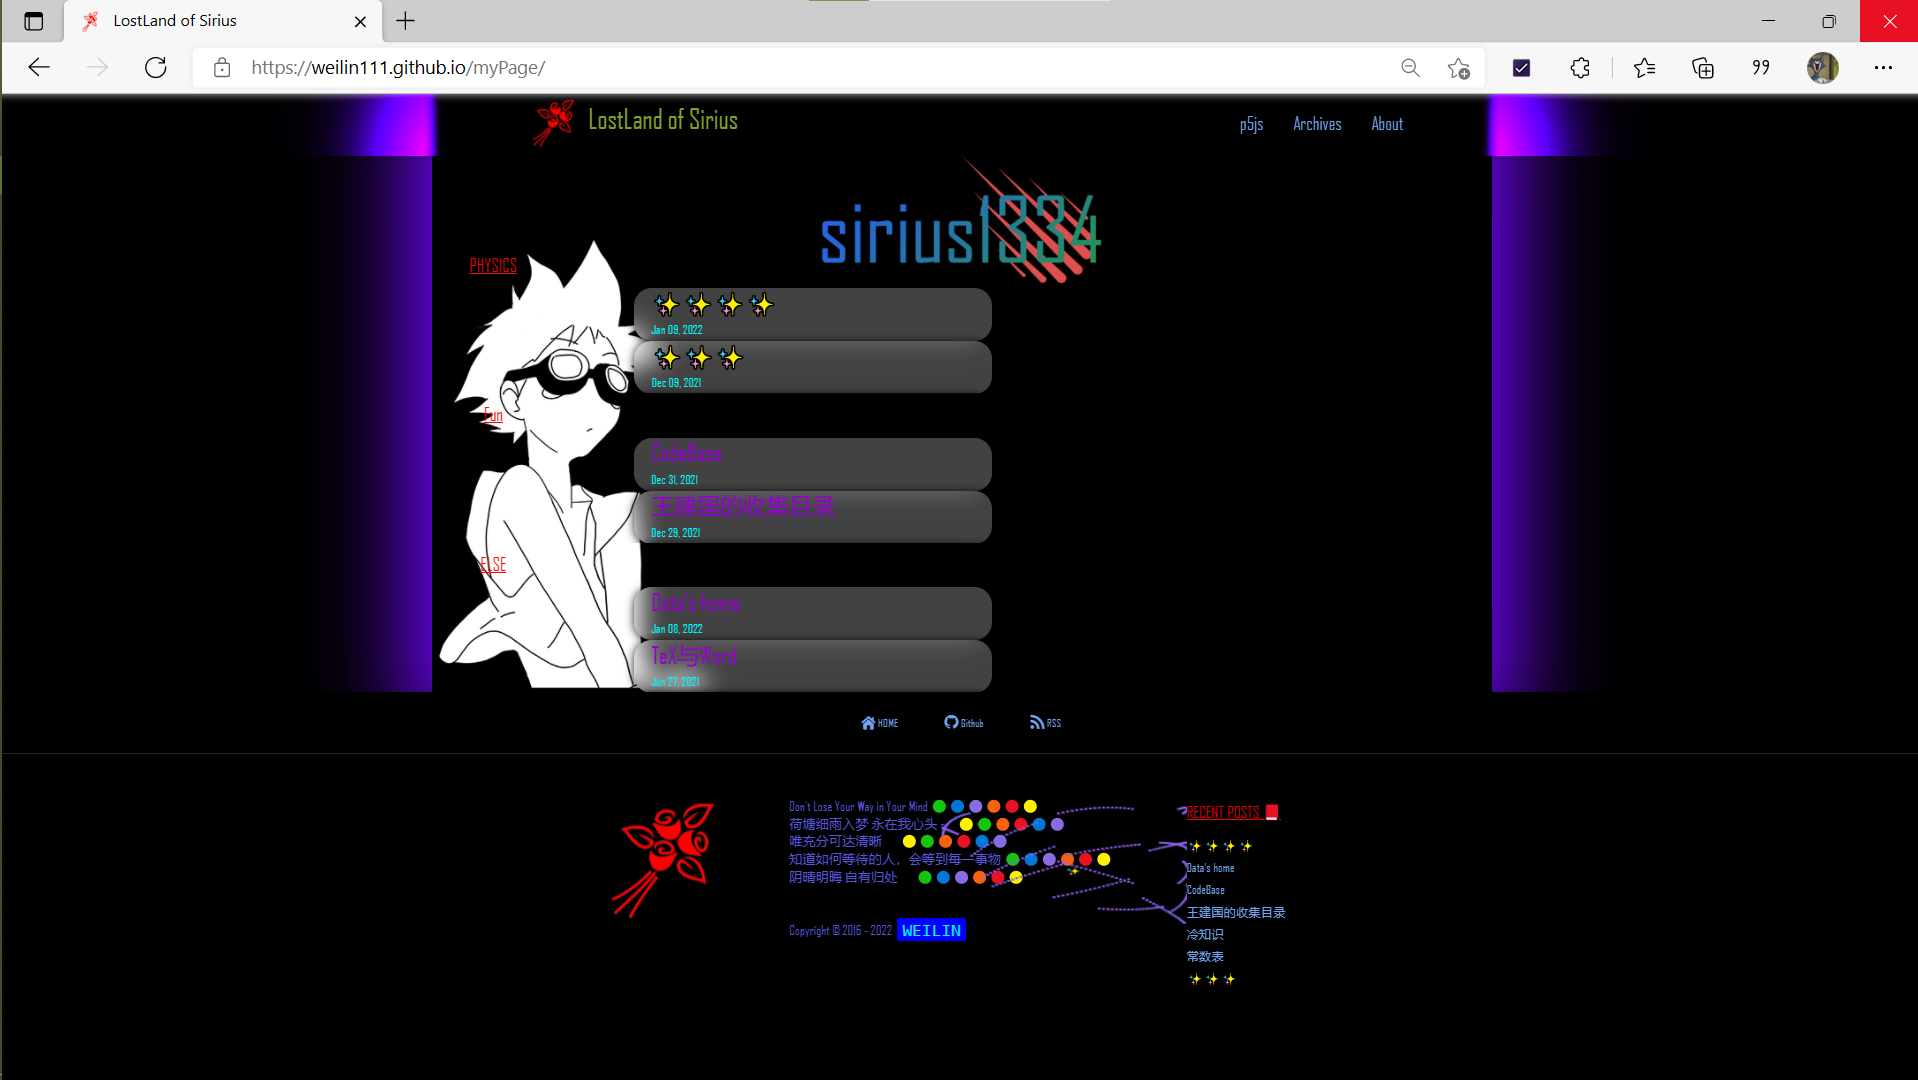 LostLand of Sirius
https://weilin111.github.io/myPage/
LostLand of Sirius
p5js Archives About
sirius1334
PHYSICS
Jan 09, 2022
Dec 09, 2021
Fun
CodeBase
Dec 31, 2021
王建国的收集目录
Dec 29, 2021
ELSE
Data's home
Jan 08, 2022
TeX与Word
Jun 27, 2021
HOME Github RSS
Don't Lose Your Way in Your Mind
荷塘细雨入梦 永在我心头
唯充分可达清晰
知道如何等待的人，会等到每一事物
阴晴明晦 自有归处
Copyright © 2016 - 2022 WEILIN
RECENT POSTS
Data's home
CodeBase
王建国的收集目录
冷知识
常数表